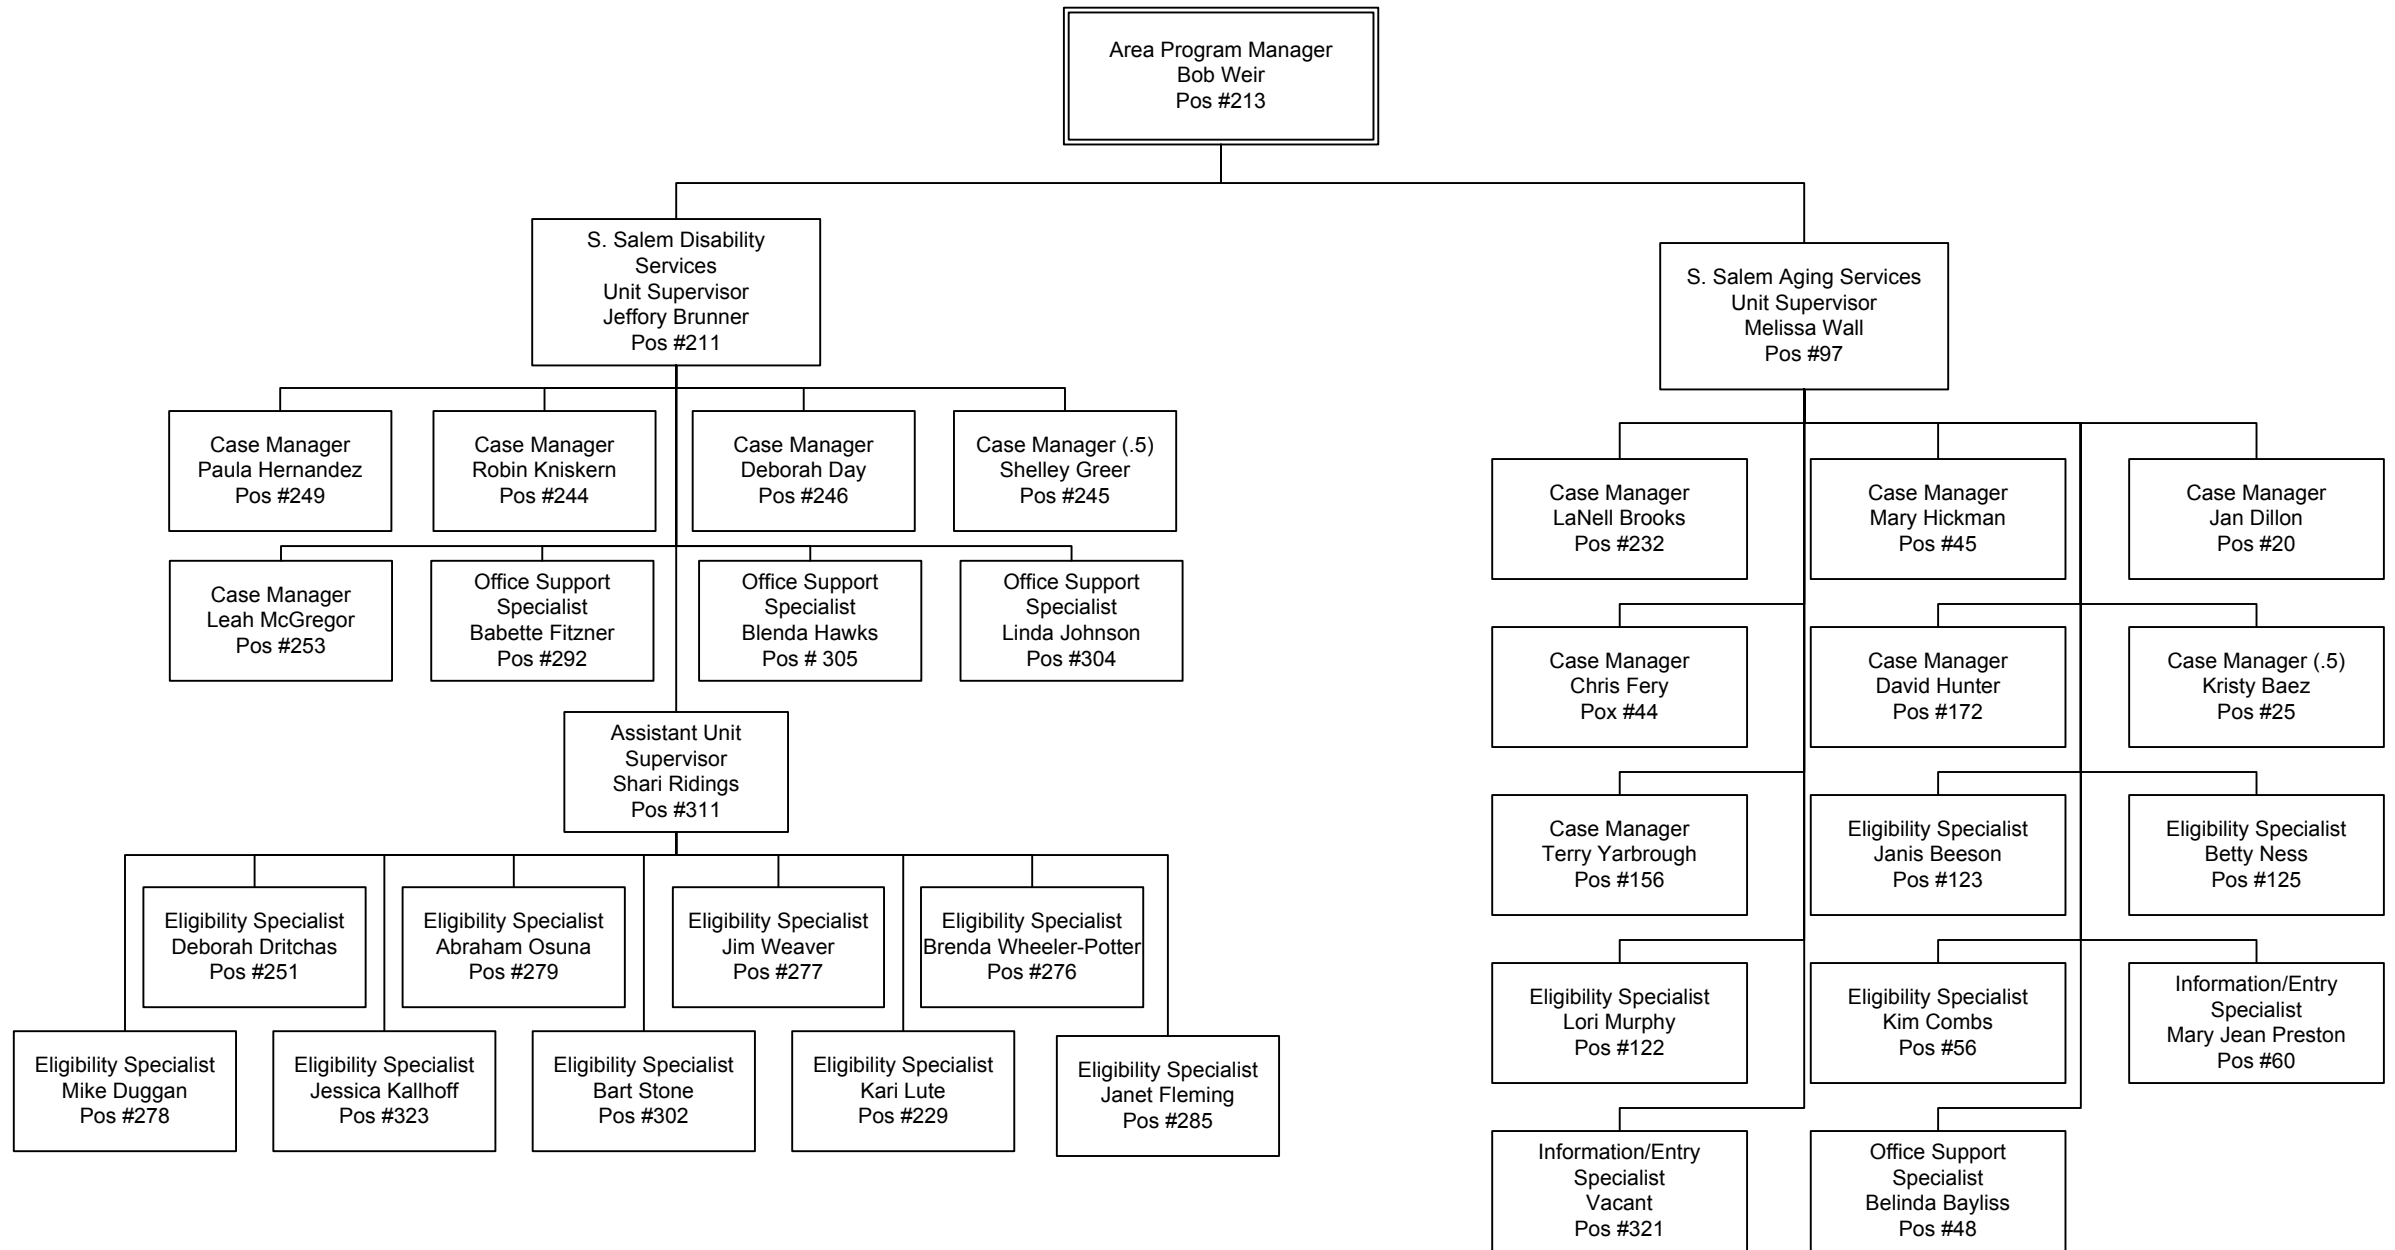 Area Program Manager
Bob Weir
Pos #213
S. Salem Disability
Services
Unit Supervisor
Jeffory Brunner
Pos #211
S. Salem Aging Services
Unit Supervisor
Melissa Wall
Pos #97
Case Manager
Paula Hernandez
Pos #249
Case Manager
Robin Kniskern
Pos #244
Case Manager
Deborah Day
Pos #246
Case Manager (.5)
Shelley Greer
Pos #245
Case Manager
Leah McGregor
Pos #253
Office Support
Specialist
Babette Fitzner
Pos #292
Office Support
Specialist
Blenda Hawks
Pos # 305
Office Support
Specialist
Linda Johnson
Pos #304
Assistant Unit
Supervisor
Shari Ridings
Pos #311
Eligibility Specialist
Deborah Dritchas
Pos #251
Eligibility Specialist
Abraham Osuna
Pos #279
Eligibility Specialist
Jim Weaver
Pos #277
Eligibility Specialist
Brenda Wheeler-Potter
Pos #276
Eligibility Specialist
Mike Duggan
Pos #278
Eligibility Specialist
Jessica Kallhoff
Pos #323
Eligibility Specialist
Bart Stone
Pos #302
Eligibility Specialist
Kari Lute
Pos #229
Eligibility Specialist
Janet Fleming
Pos #285
Case Manager
LaNell Brooks
Pos #232
Case Manager
Mary Hickman
Pos #45
Case Manager
Jan Dillon
Pos #20
Case Manager
Chris Fery
Pox #44
Case Manager
David Hunter
Pos #172
Case Manager (.5)
Kristy Baez
Pos #25
Case Manager
Terry Yarbrough
Pos #156
Eligibility Specialist
Janis Beeson
Pos #123
Eligibility Specialist
Betty Ness
Pos #125
Eligibility Specialist
Lori Murphy
Pos #122
Eligibility Specialist
Kim Combs
Pos #56
Information/Entry
Specialist
Mary Jean Preston
Pos #60
Information/Entry
Specialist
Vacant
Pos #321
Office Support
Specialist
Belinda Bayliss
Pos #48